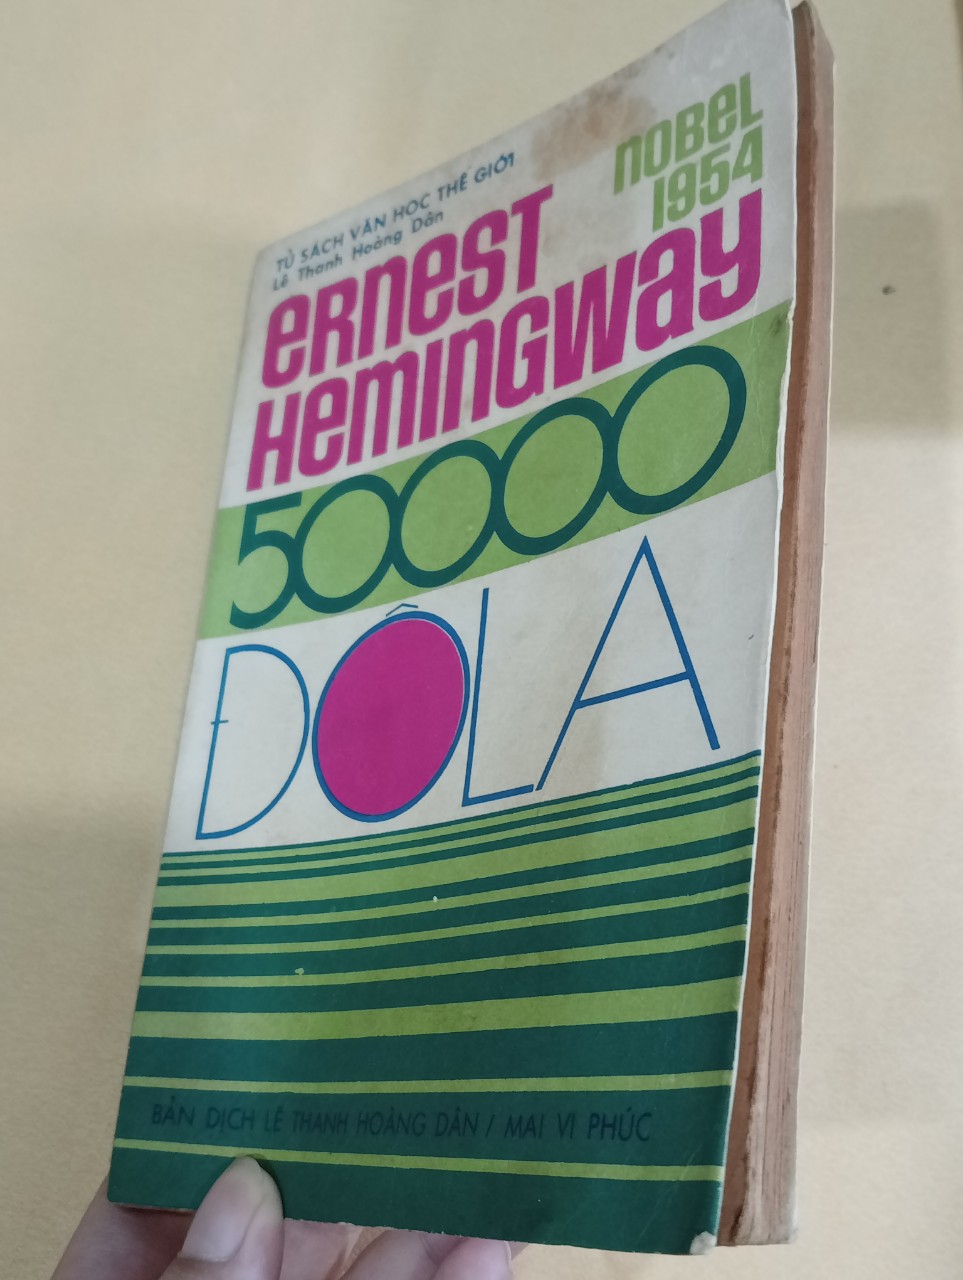 TỦ SÁCH VĂN HỌC THẾ GIỚI
Lê Thanh Hoàng Dân
NOBEL
1954
ERNEST
HEMINGWAY
50000
ĐÔLA
BẢN DỊCH LÊ THANH HOÀNG DÂN / MAI VI PHÚC